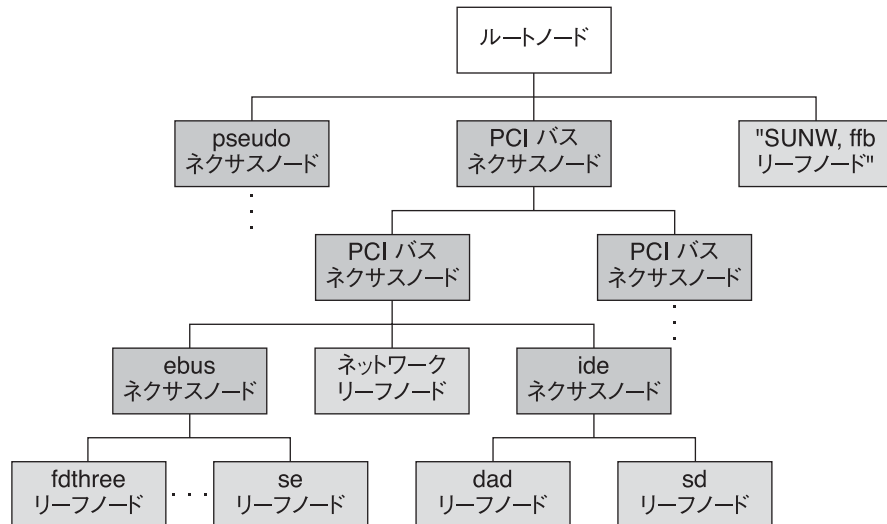 ルートノード
pseudo
ネクサスノード
PCI バス
ネクサスノード
"SUNW, ffb
リーフノード"
PCI バス
ネクサスノード
PCI バス
ネクサスノード
ebus
ネクサスノード
ネットワーク
リーフノード
ide
ネクサスノード
fdthree
リーフノード
se
リーフノード
dad
リーフノード
sd
リーフノード